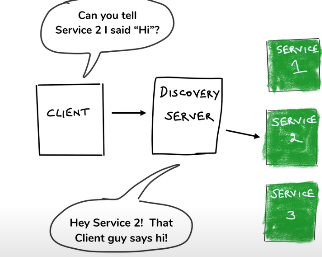 Can you tell
Service 2 I said "Hi"?
CLIENT
DISCOVERY
SERVER
SERVICE
1
SERVICE
2
SERVICE
3
Hey Service 2! That
Client guy says hi!